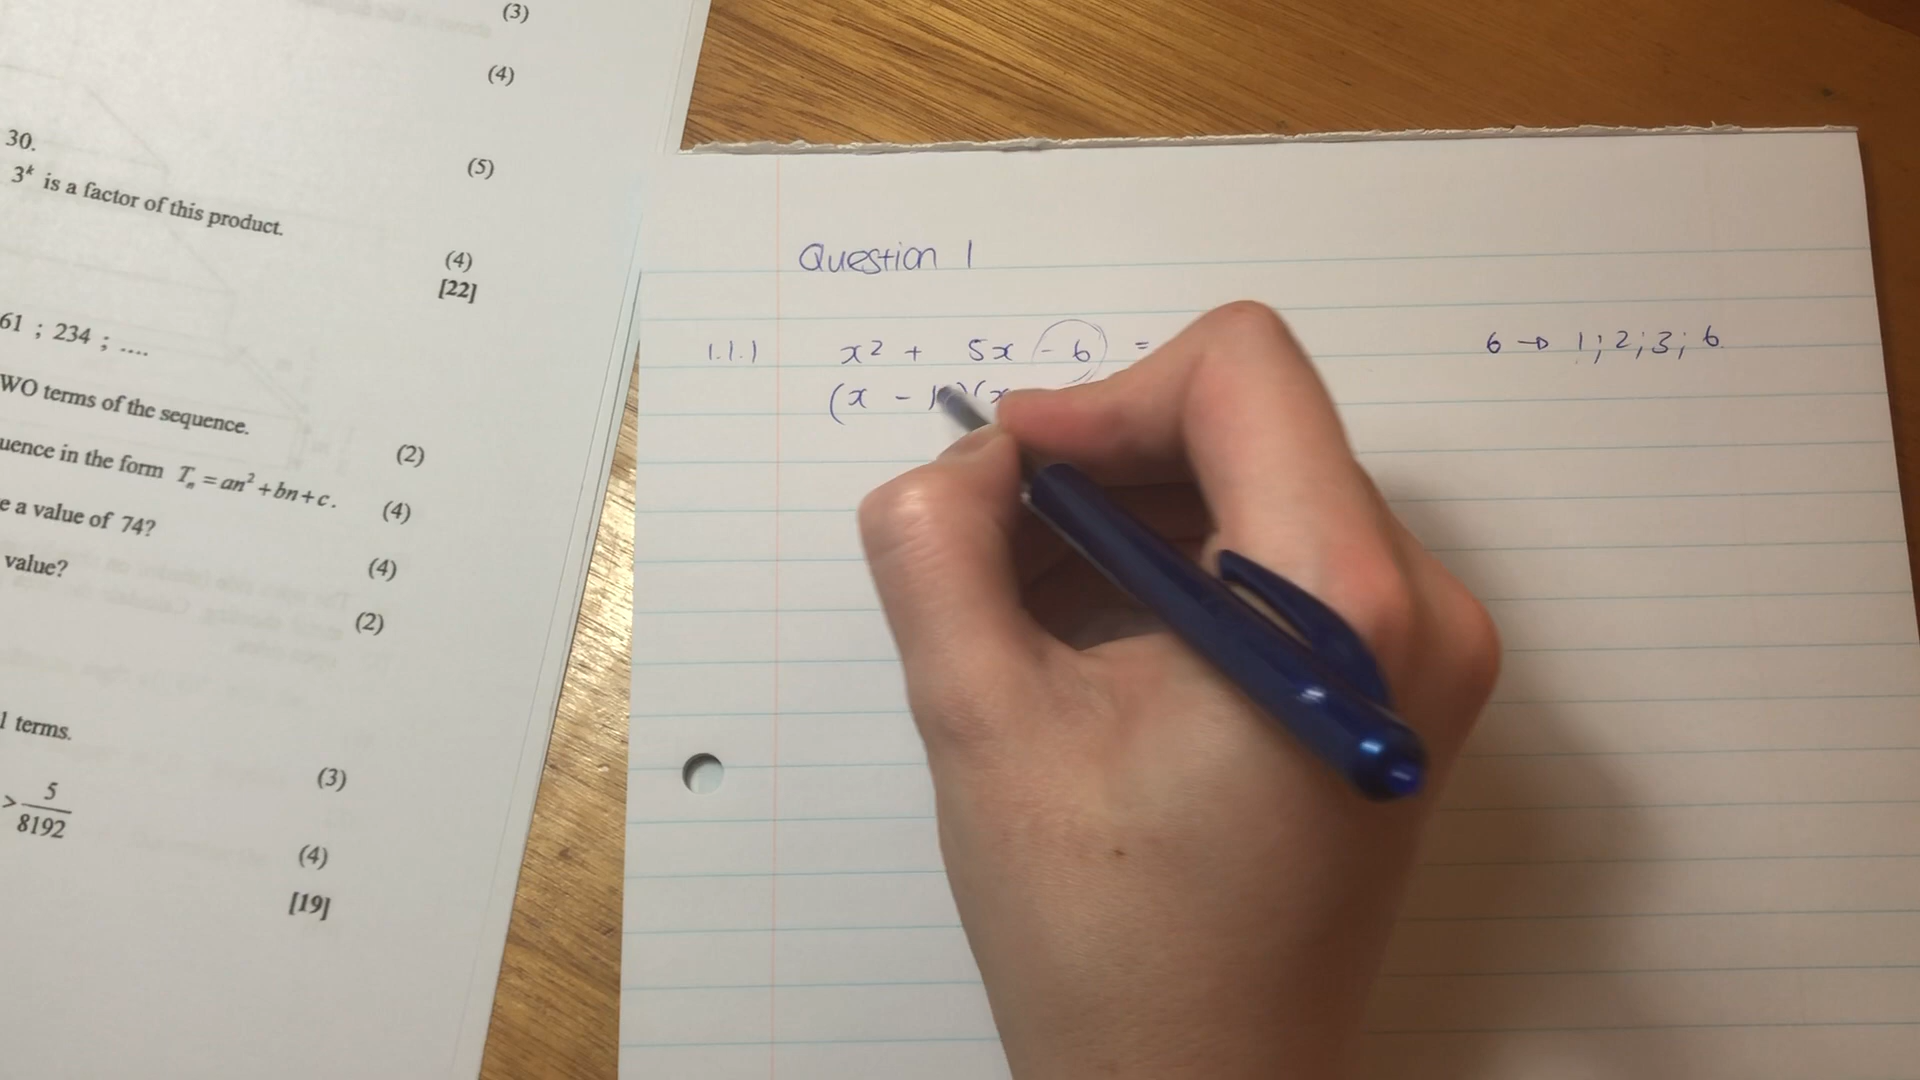 (3)
(4)
30.
(5)
3ᵏ is a factor of this product.
(4)
[22]
61 ; 234 ; ....
WO terms of the sequence.
(2)
uence in the form Tₙ = an² + bn + c.
(4)
e a value of 74?
(4)
value?
(2)
1 terms.
(3)
> 5/8192
(4)
[19]
Question 1
1.1.1 x² + 5x - 6 =
6 → 1; 2; 3; 6
(x - 1)(x